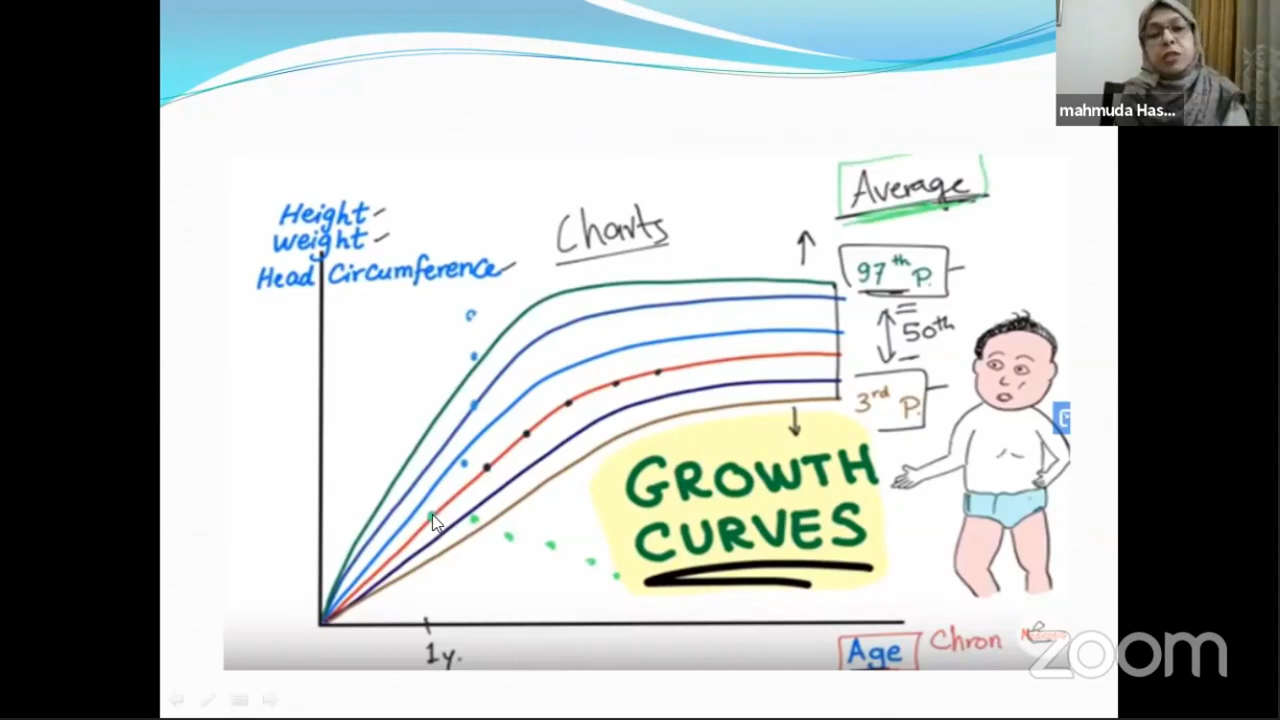 mahmuda Has...
Average
Height
Weight
Head Circumference
Charts
97th P.
50th
3rd P.
GROWTH
CURVES
1y.
Age
Chron
zoom